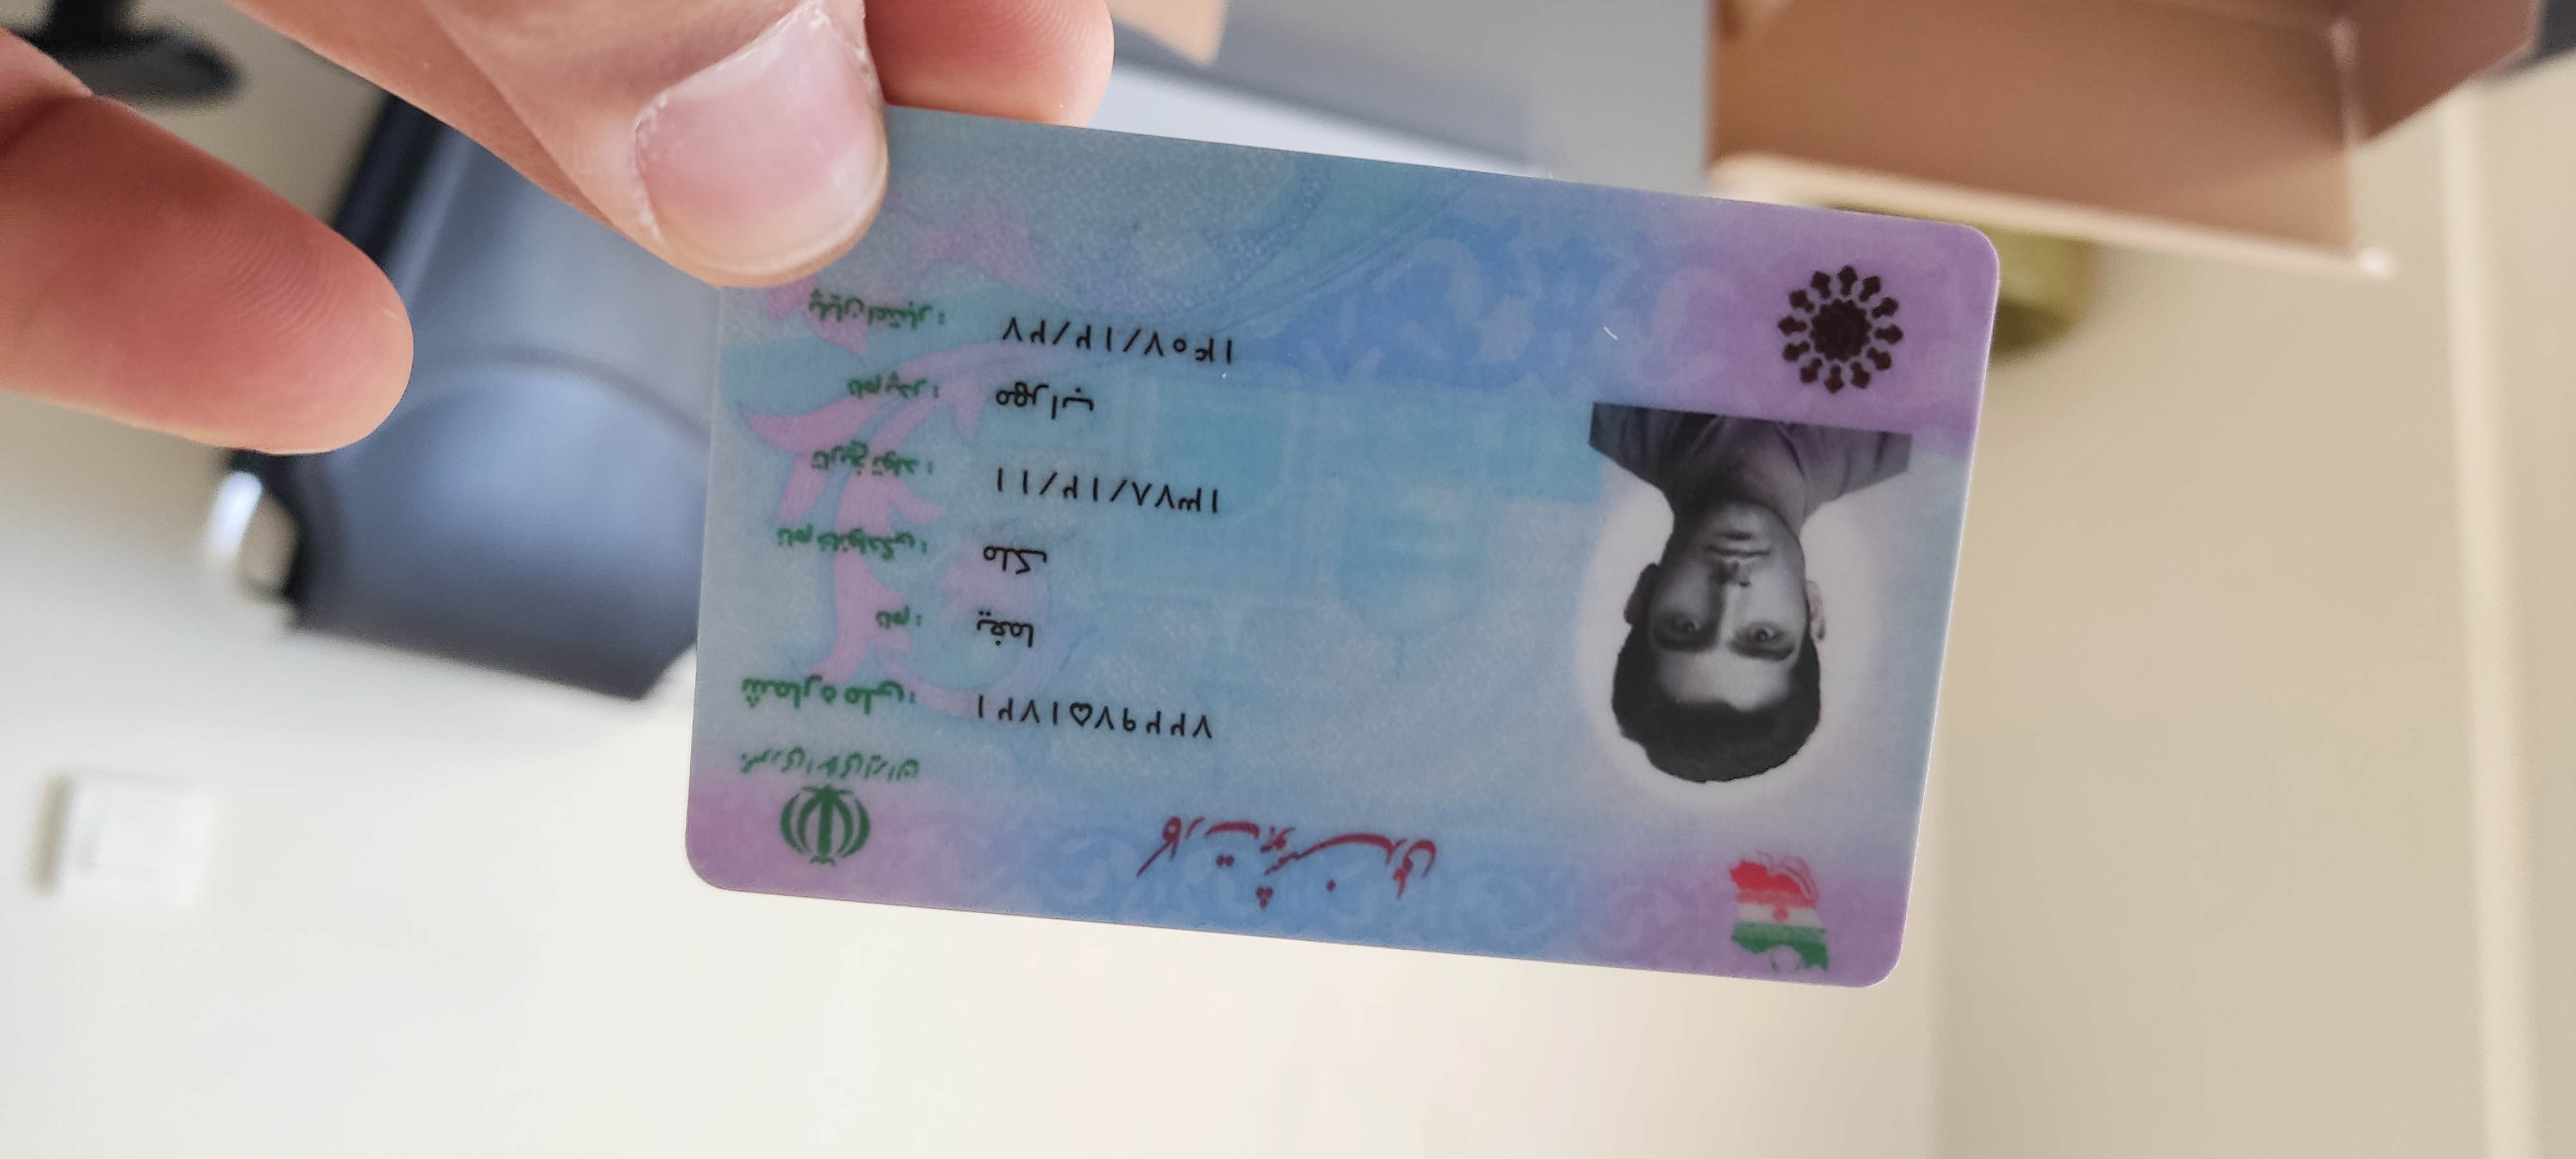 کارت هوشمند ملی
جمهوری اسلامی ایران
شماره ملی: ۷۲۲۹۷۵۱۷۲۱
نام: یغما
نام خانوادگی: ملک
تاریخ تولد: ۱۳۷۸/۱۲/۱۱
نام پدر: مهراب
پایان اعتبار: ۱۴۰۷/۱۲/۲۷